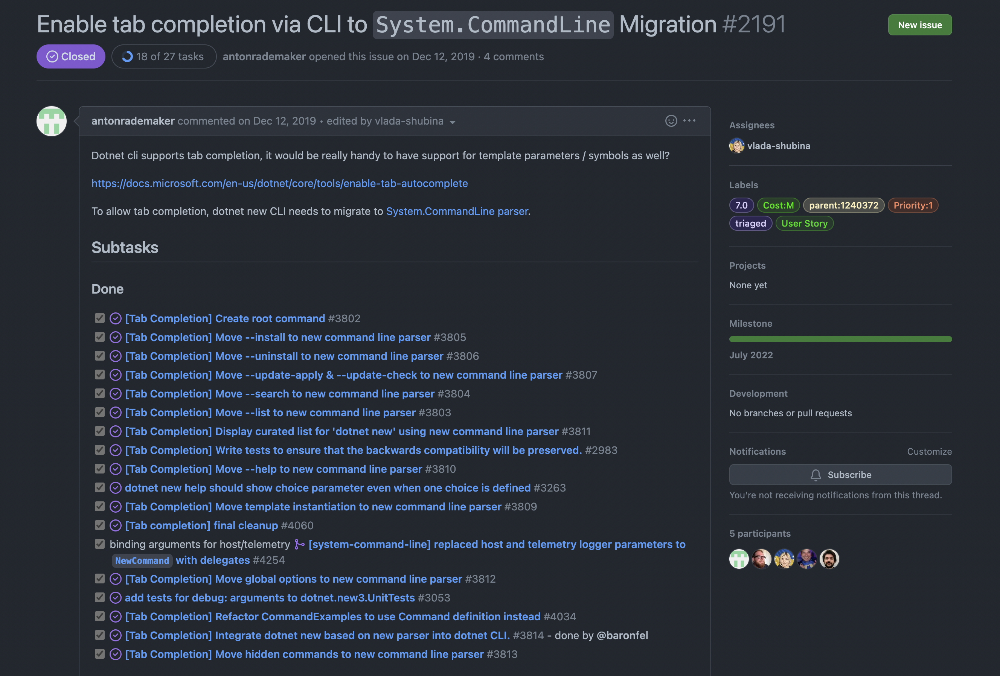 Enable tab completion via CLI to System.CommandLine Migration #2191
New issue
Closed
18 of 27 tasks
antonrademaker opened this issue on Dec 12, 2019 · 4 comments
antonrademaker commented on Dec 12, 2019 • edited by vlada-shubina
Dotnet cli supports tab completion, it would be really handy to have support for template parameters / symbols as well?
https://docs.microsoft.com/en-us/dotnet/core/tools/enable-tab-autocomplete
To allow tab completion, dotnet new CLI needs to migrate to System.CommandLine parser.
Subtasks
Done
[Tab Completion] Create root command #3802
[Tab Completion] Move --install to new command line parser #3805
[Tab Completion] Move --uninstall to new command line parser #3806
[Tab Completion] Move --update-apply & --update-check to new command line parser #3807
[Tab Completion] Move --search to new command line parser #3804
[Tab Completion] Move --list to new command line parser #3803
[Tab Completion] Display curated list for 'dotnet new' using new command line parser #3811
[Tab Completion] Write tests to ensure that the backwards compatibility will be preserved. #2983
[Tab Completion] Move --help to new command line parser #3810
dotnet new help should show choice parameter even when one choice is defined #3263
[Tab Completion] Move template instantiation to new command line parser #3809
[Tab completion] final cleanup #4060
binding arguments for host/telemetry [system-command-line] replaced host and telemetry logger parameters to
NewCommand with delegates #4254
[Tab Completion] Move global options to new command line parser #3812
add tests for debug: arguments to dotnet.new3.UnitTests #3053
[Tab Completion] Refactor CommandExamples to use Command definition instead #4034
[Tab Completion] Integrate dotnet new based on new parser into dotnet CLI. #3814 - done by @baronfel
[Tab Completion] Move hidden commands to new command line parser #3813
Assignees
vlada-shubina
Labels
7.0 Cost:M parent:1240372 Priority:1
triaged User Story
Projects
None yet
Milestone
July 2022
Development
No branches or pull requests
Notifications
Customize
Subscribe
You’re not receiving notifications from this thread.
5 participants